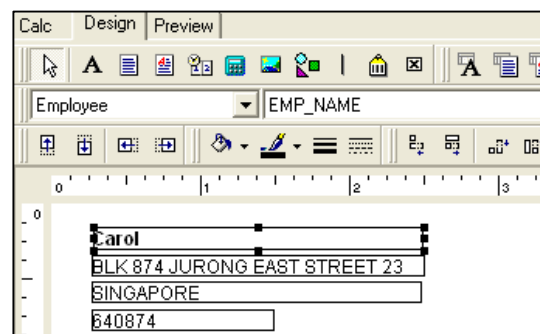 Calc Design Preview
Employee EMP_NAME
0 1 2 3
0
Carol
BLK 874 JURONG EAST STREET 23
SINGAPORE
640874